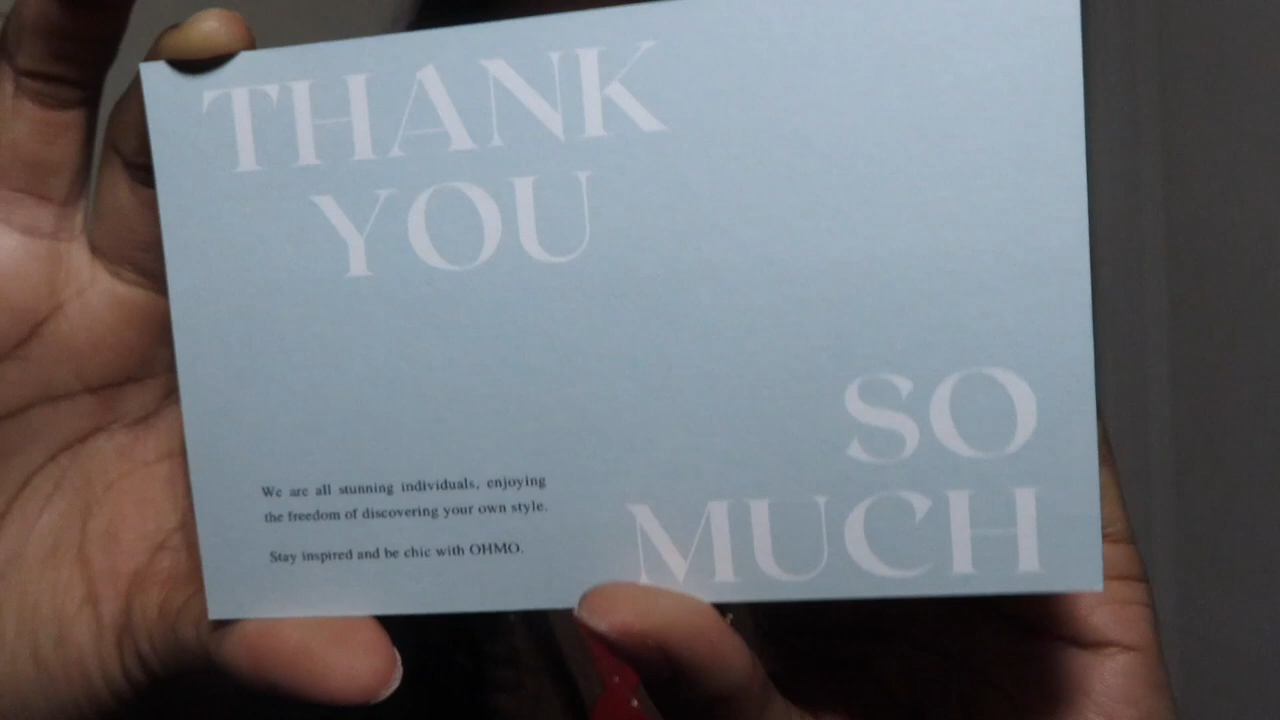 THANK
YOU
SO
MUCH
We are all stunning individuals, enjoying
the freedom of discovering your own style.
Stay inspired and be chic with OHMO.